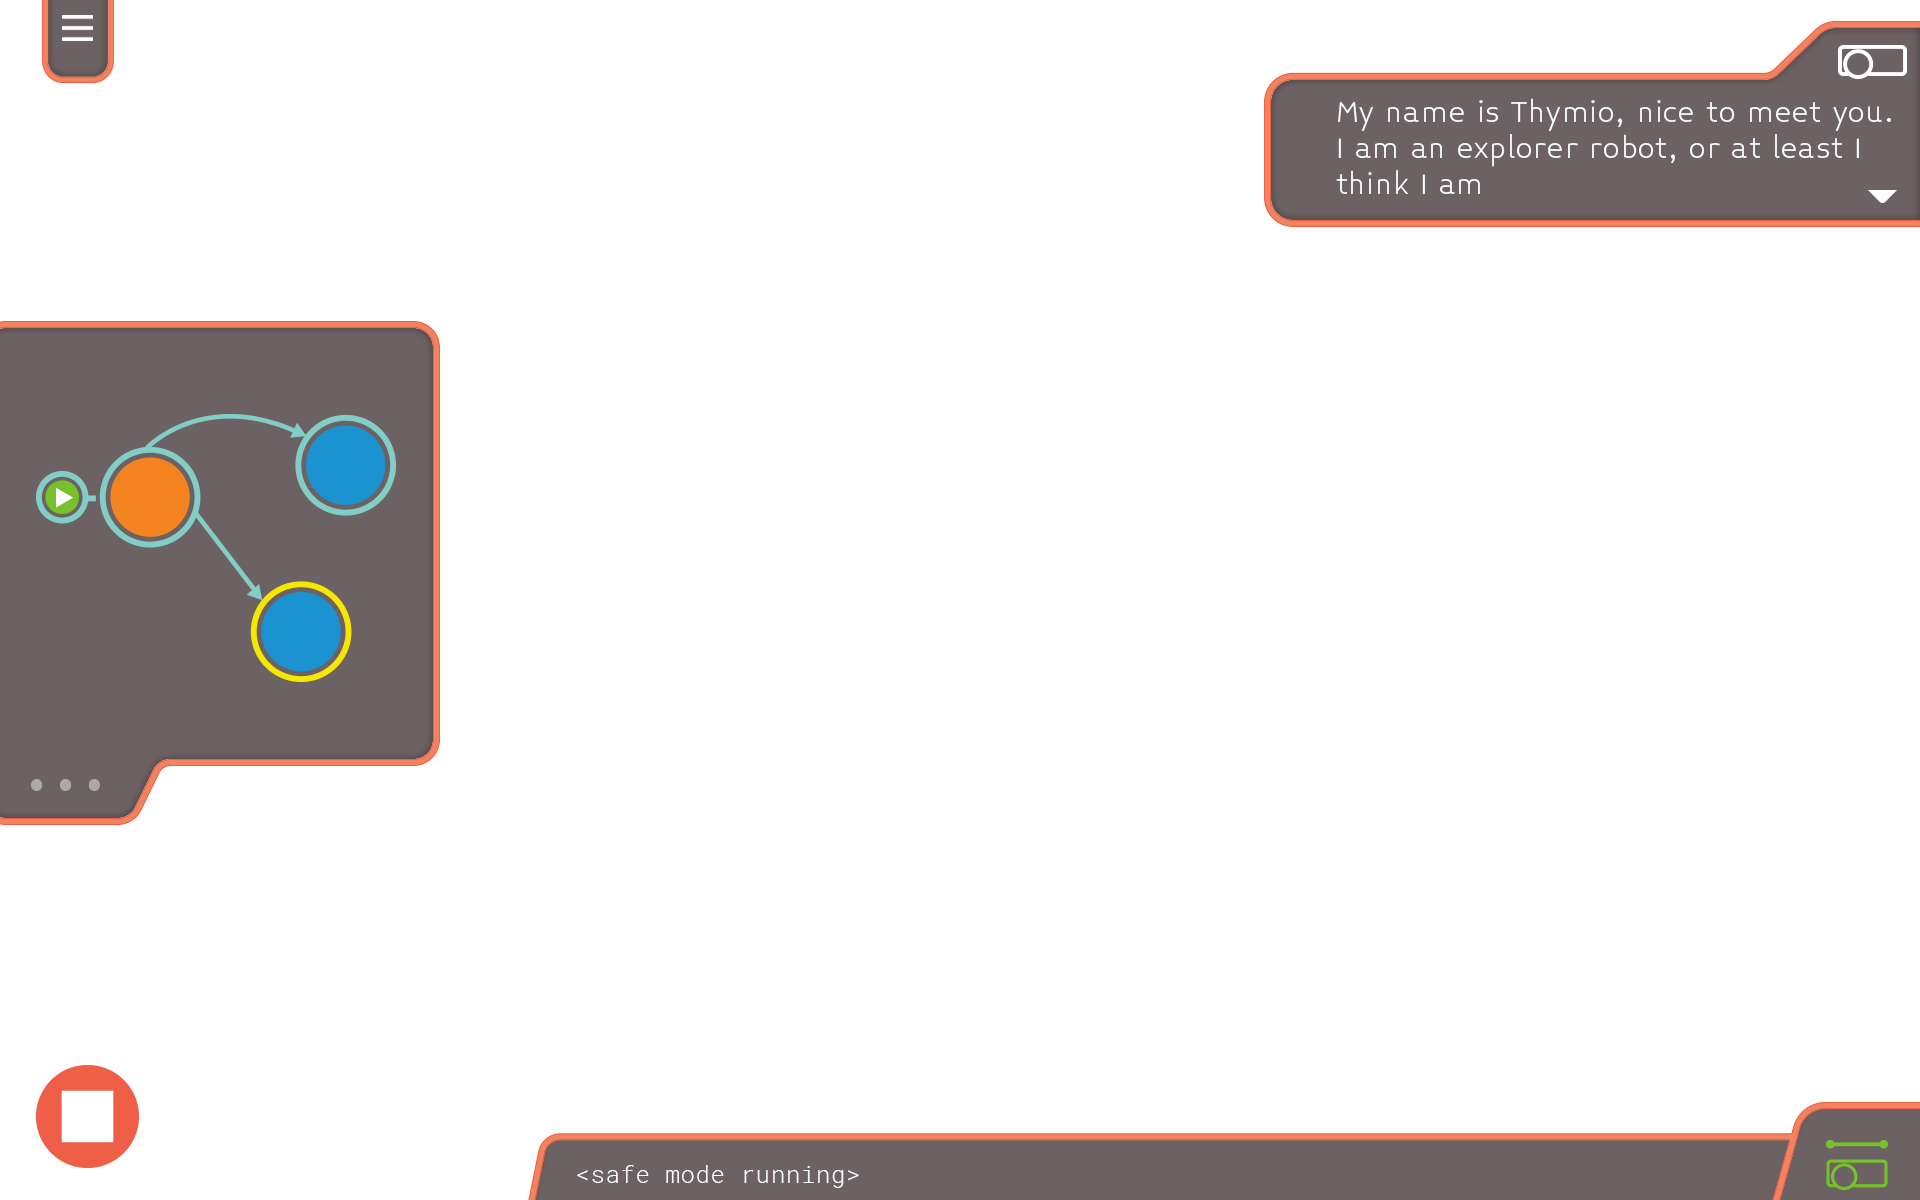 My name is Thymio, nice to meet you.
I am an explorer robot, or at least I
think I am
<safe mode running>